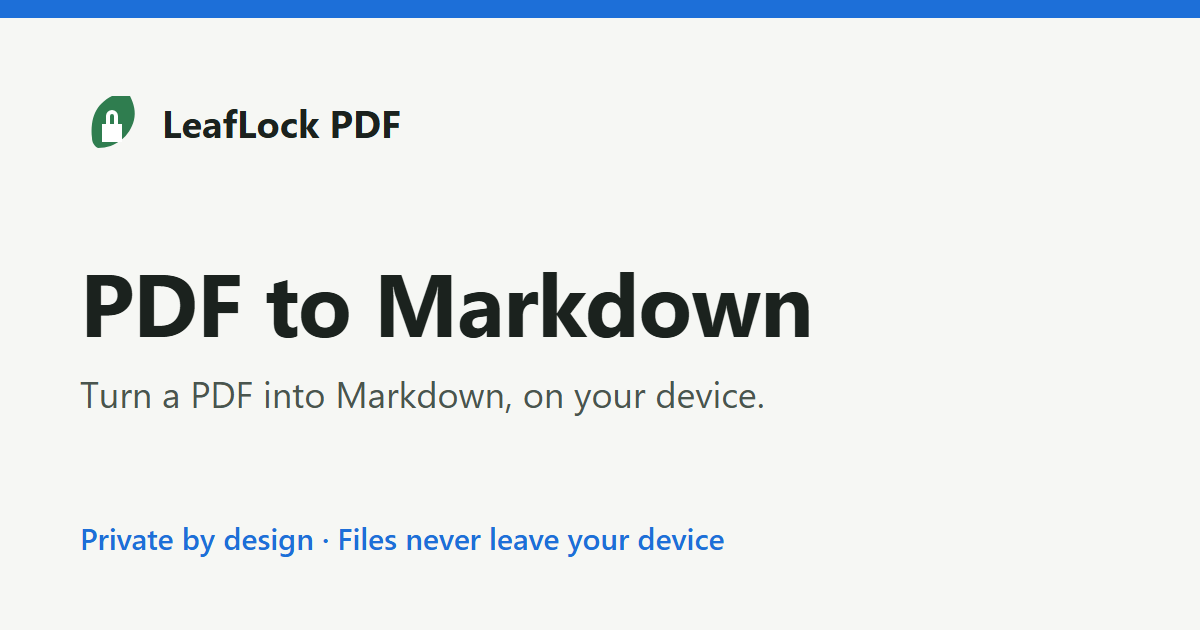 LeafLock PDF
PDF to Markdown
Turn a PDF into Markdown, on your device.
Private by design · Files never leave your device